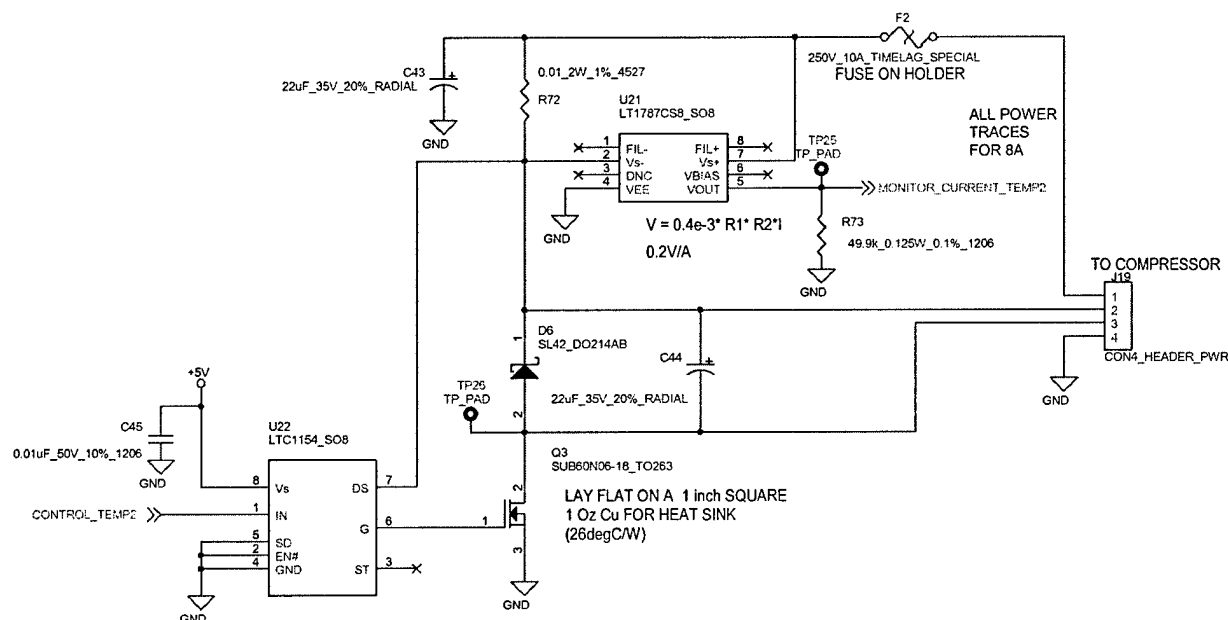 F2
250V_10A_TIMELAG_SPECIAL
FUSE ON HOLDER
C43
22uF_35V_20%_RADIAL
+
GND
0.01_2W_1%_4527
R72
U21
LT1787CS8_SO8
1 FIL- FIL+ 8
2 Vs- Vs+ 7
3 DNC VBIAS 6
4 VEE VOUT 5
GND
ALL POWER
TRACES
FOR 8A
TP25
TP_PAD
MONITOR_CURRENT_TEMP2
V = 0.4e-3* R1* R2*I
0.2V/A
R73
49.9k_0.125W_0.1%_1206
GND
TO COMPRESSOR
J19
1
2
3
4
CON4_HEADER_PWR
GND
1
D6
SL42_DO214AB
2
C44
+
22uF_35V_20%_RADIAL
TP26
TP_PAD
+5V
C45
0.01uF_50V_10%_1206
GND
U22
LTC1154_SO8
8 Vs DS 7
CONTROL_TEMP2 1 IN
G 6
5 SD
2 EN#
4 GND ST 3
GND
Q3
SUB60N06-18_TO263
2
1
3
LAY FLAT ON A 1 inch SQUARE
1 Oz Cu FOR HEAT SINK
(26degC/W)
GND